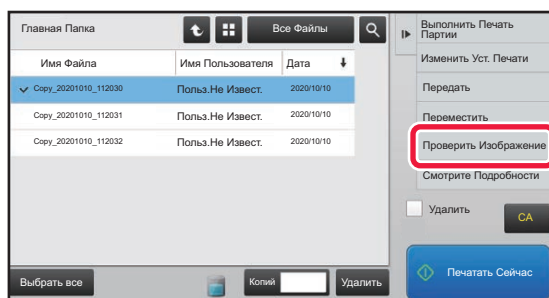 Главная Папка
Все Файлы
Имя Файла
Имя Пользователя
Дата
Copy_20201010_112030
Польз.Не Извест.
2020/10/10
Copy_20201010_112031
Польз.Не Извест.
2020/10/10
Copy_20201010_112032
Польз.Не Извест.
2020/10/10
Выбрать все
Копий
Удалить
Выполнить Печать
Партии
Изменить Уст. Печати
Передать
Переместить
Проверить Изображение
Смотрите Подробности
Удалить
CA
Печатать Сейчас